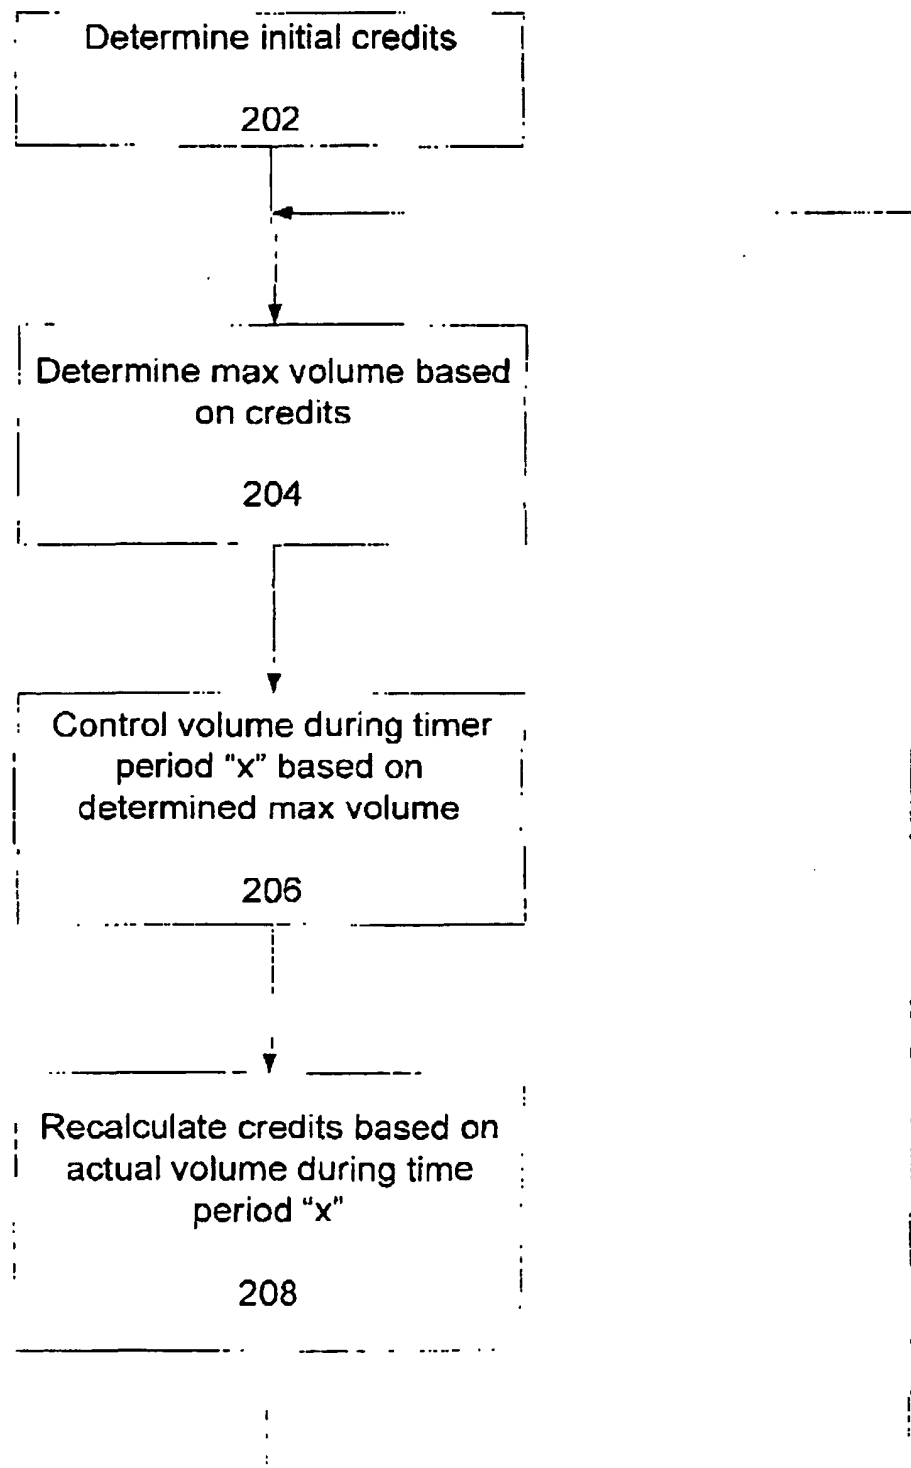 Determine initial credits
202
Determine max volume based
on credits
204
Control volume during timer
period "x" based on
determined max volume
206
Recalculate credits based on
actual volume during time
period "x"
208